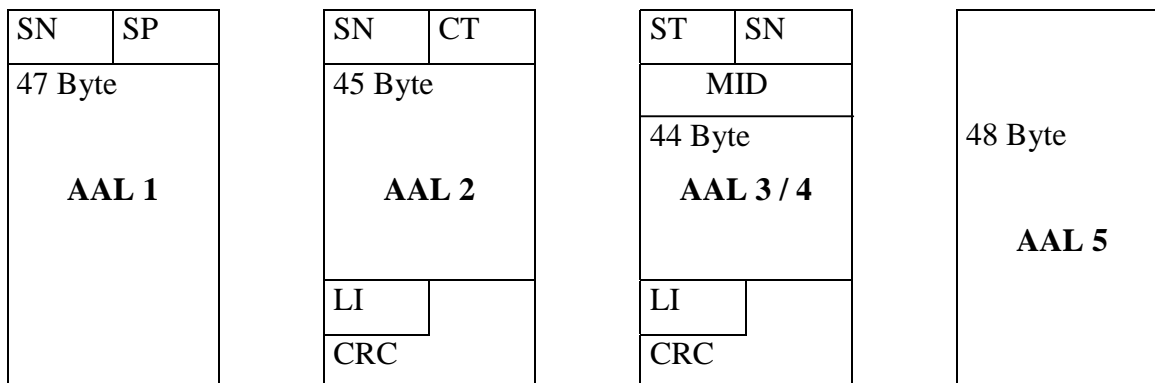 SN SP
47 Byte
AAL 1
SN CT
45 Byte
AAL 2
LI
CRC
ST SN
MID
44 Byte
AAL 3 / 4
LI
CRC
48 Byte
AAL 5